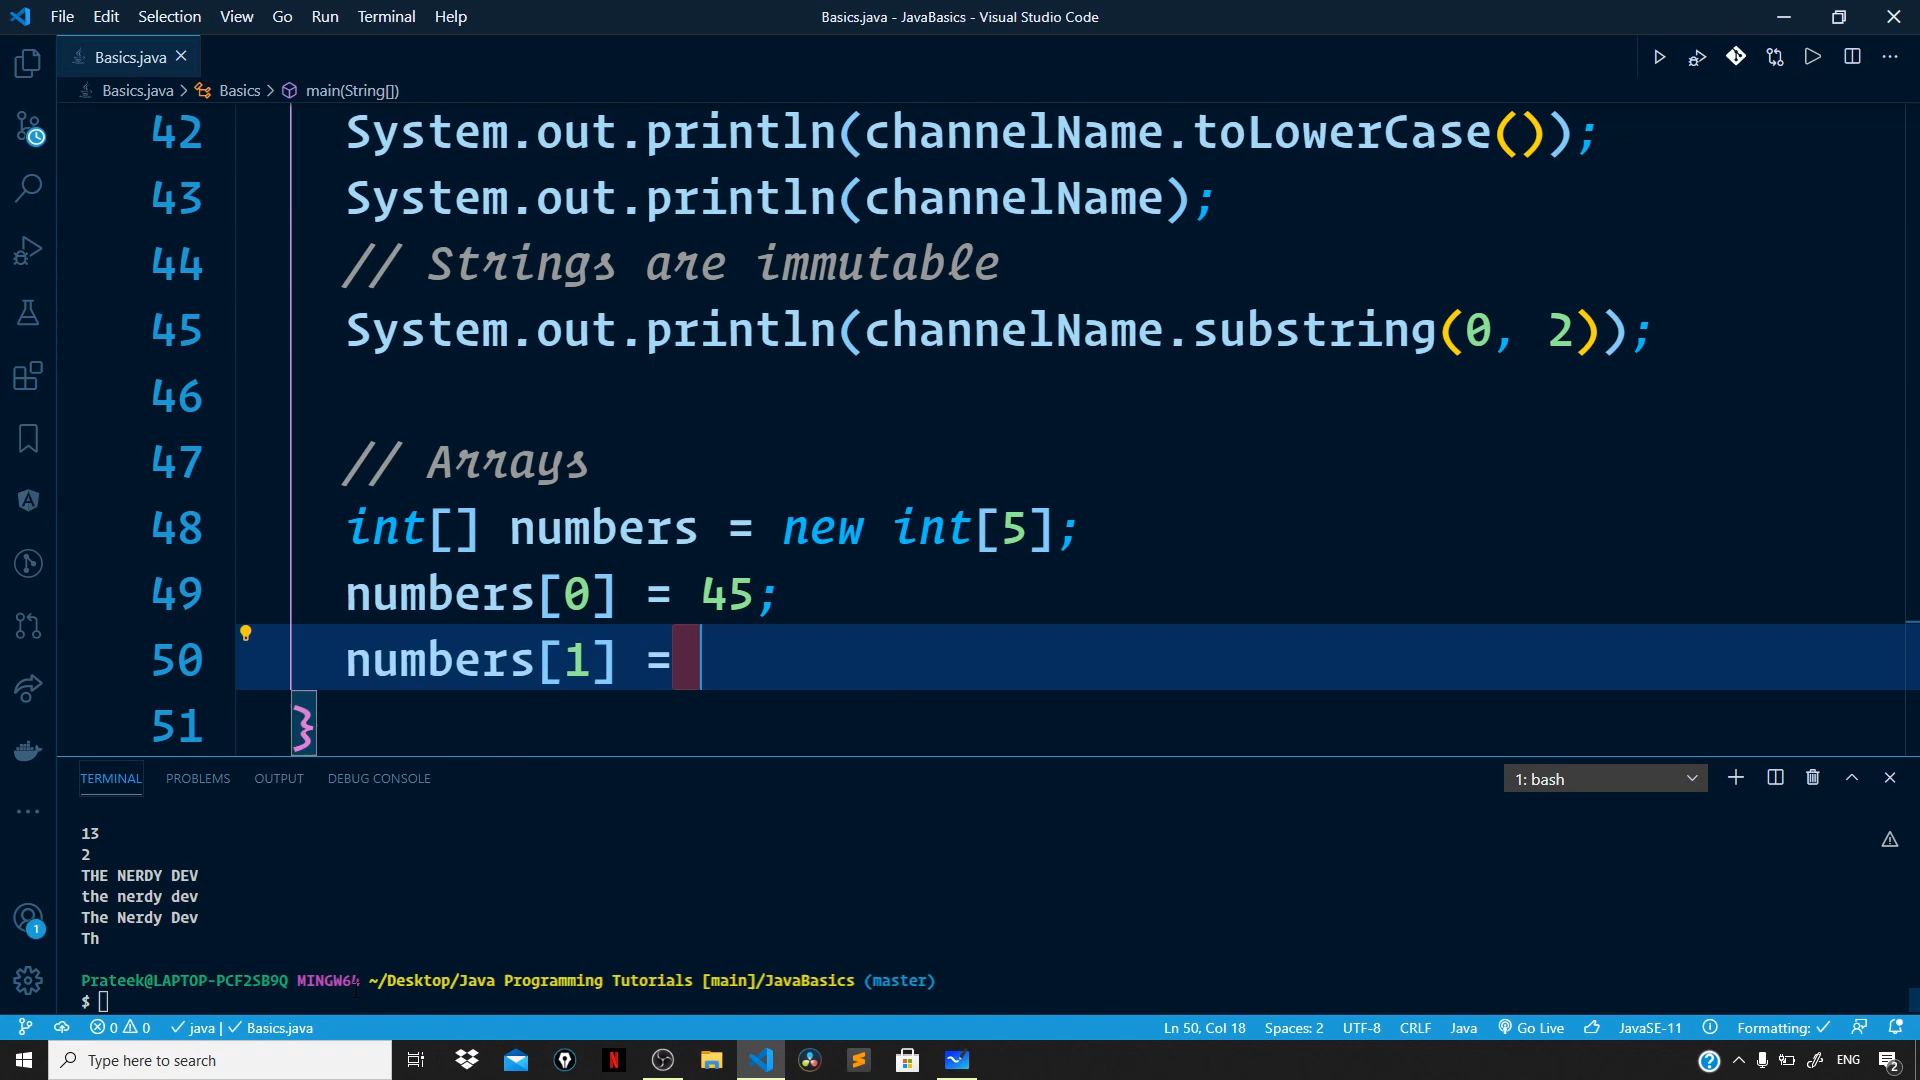 File Edit Selection View Go Run Terminal Help
Basics.java - JavaBasics - Visual Studio Code
Basics.java
Basics.java > Basics > main(String[])
42 System.out.println(channelName.toLowerCase());
43 System.out.println(channelName);
44 // Strings are immutable
45 System.out.println(channelName.substring(0, 2));
46
47 // Arrays
48 int[] numbers = new int[5];
49 numbers[0] = 45;
50 numbers[1] =
51 }
TERMINAL PROBLEMS OUTPUT DEBUG CONSOLE 1: bash
13
2
THE NERDY DEV
the nerdy dev
The Nerdy Dev
Th
Prateek@LAPTOP-PCF2SB9Q MINGW64 ~/Desktop/Java Programming Tutorials [main]/JavaBasics (master)
$
0 0 java | Basics.java Ln 50, Col 18 Spaces: 2 UTF-8 CRLF Java Go Live JavaSE-11 Formatting:
1
Type here to search ENG 2